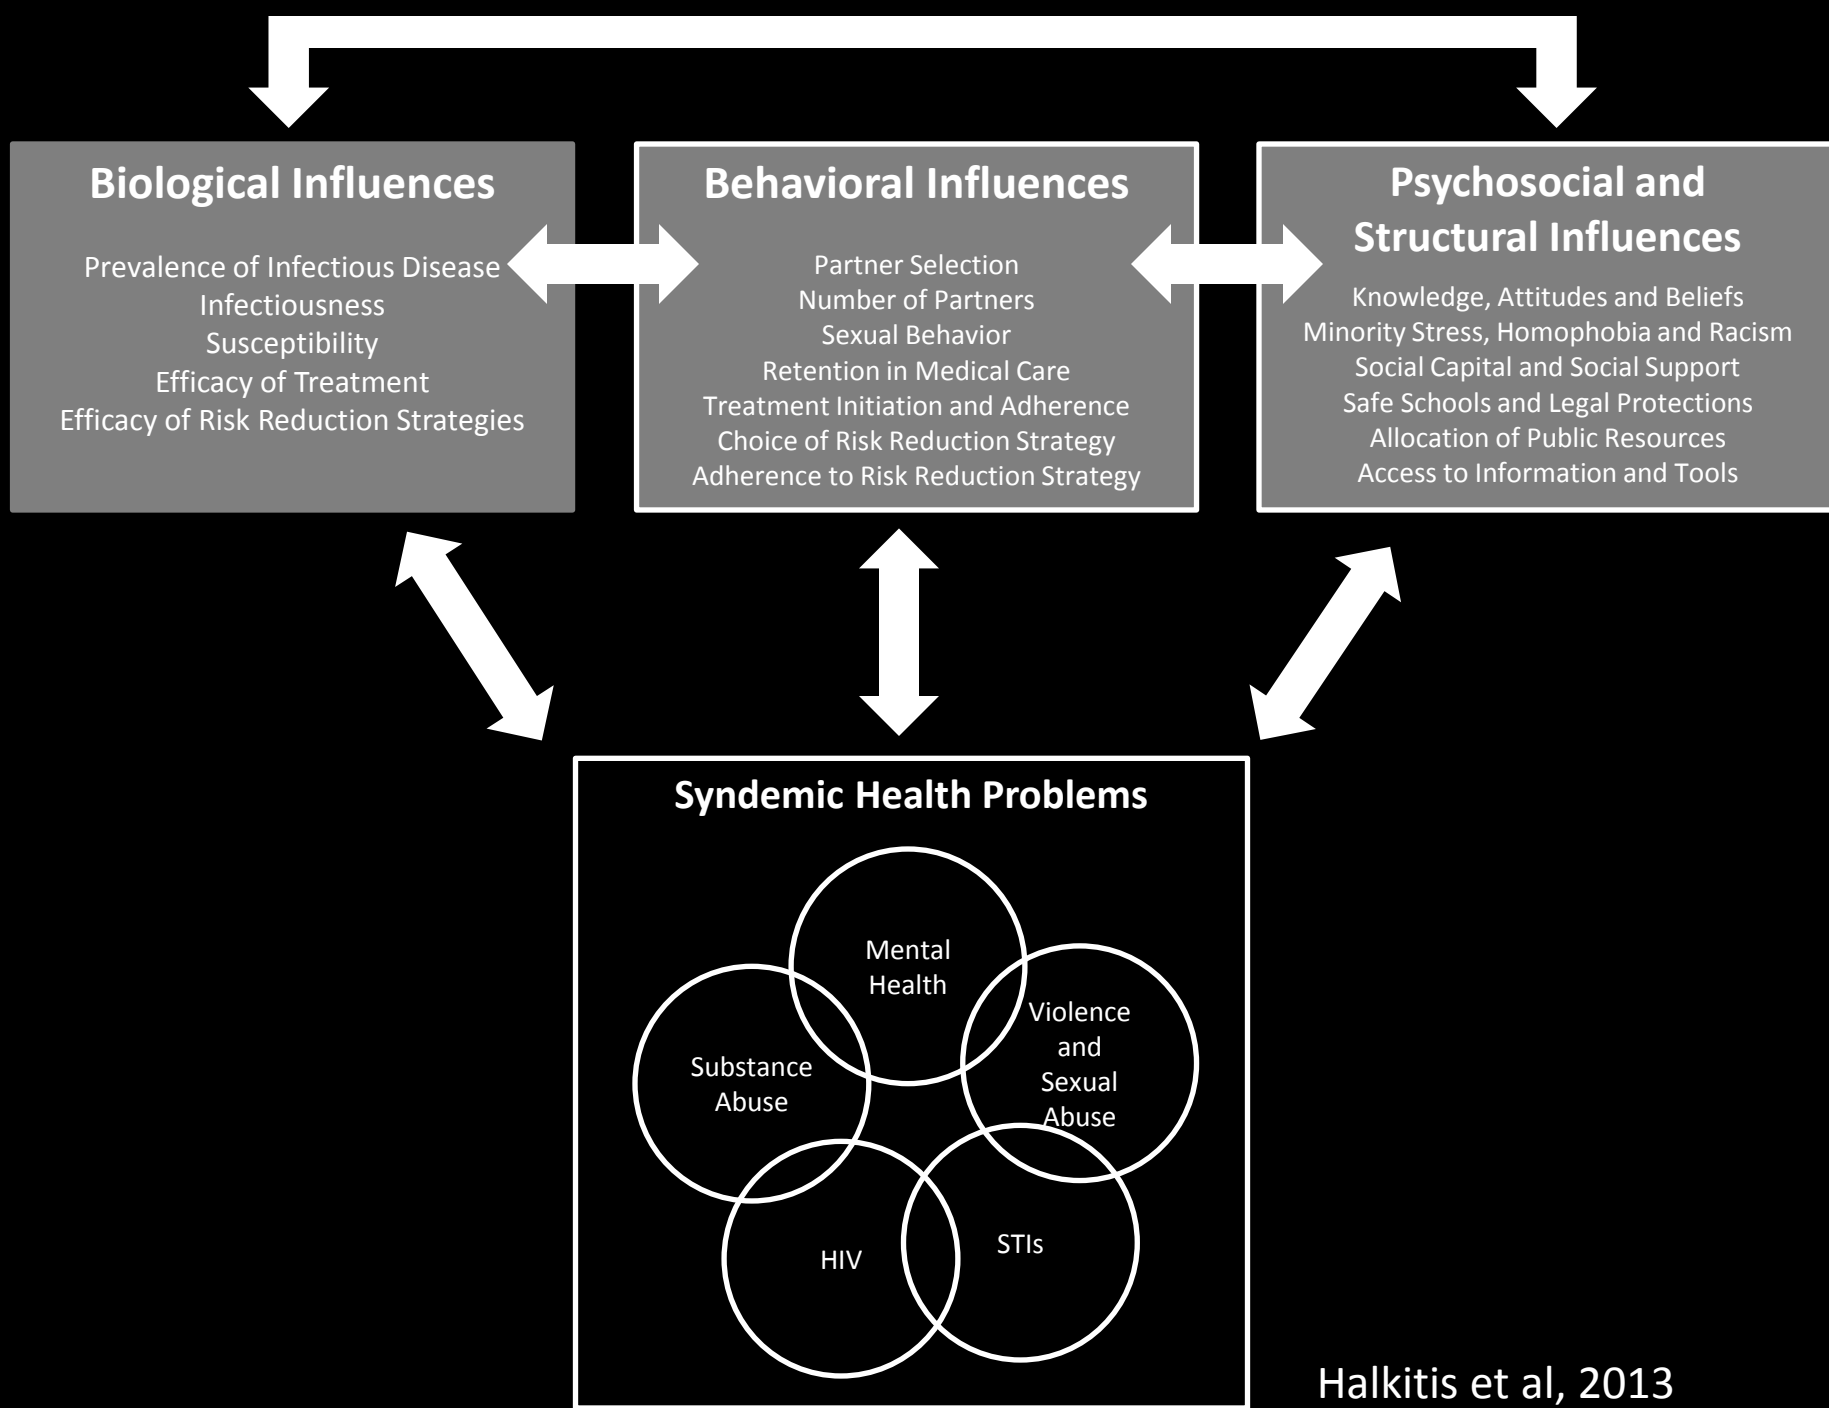 Biological Influences
Prevalence of Infectious Disease
Infectiousness
Susceptibility
Efficacy of Treatment
Efficacy of Risk Reduction Strategies
Behavioral Influences
Partner Selection
Number of Partners
Sexual Behavior
Retention in Medical Care
Treatment Initiation and Adherence
Choice of Risk Reduction Strategy
Adherence to Risk Reduction Strategy
Psychosocial and
Structural Influences
Knowledge, Attitudes and Beliefs
Minority Stress, Homophobia and Racism
Social Capital and Social Support
Safe Schools and Legal Protections
Allocation of Public Resources
Access to Information and Tools
Syndemic Health Problems
Mental
Health
Violence
and
Sexual
Abuse
Substance
Abuse
HIV
STIs
Halkitis et al, 2013